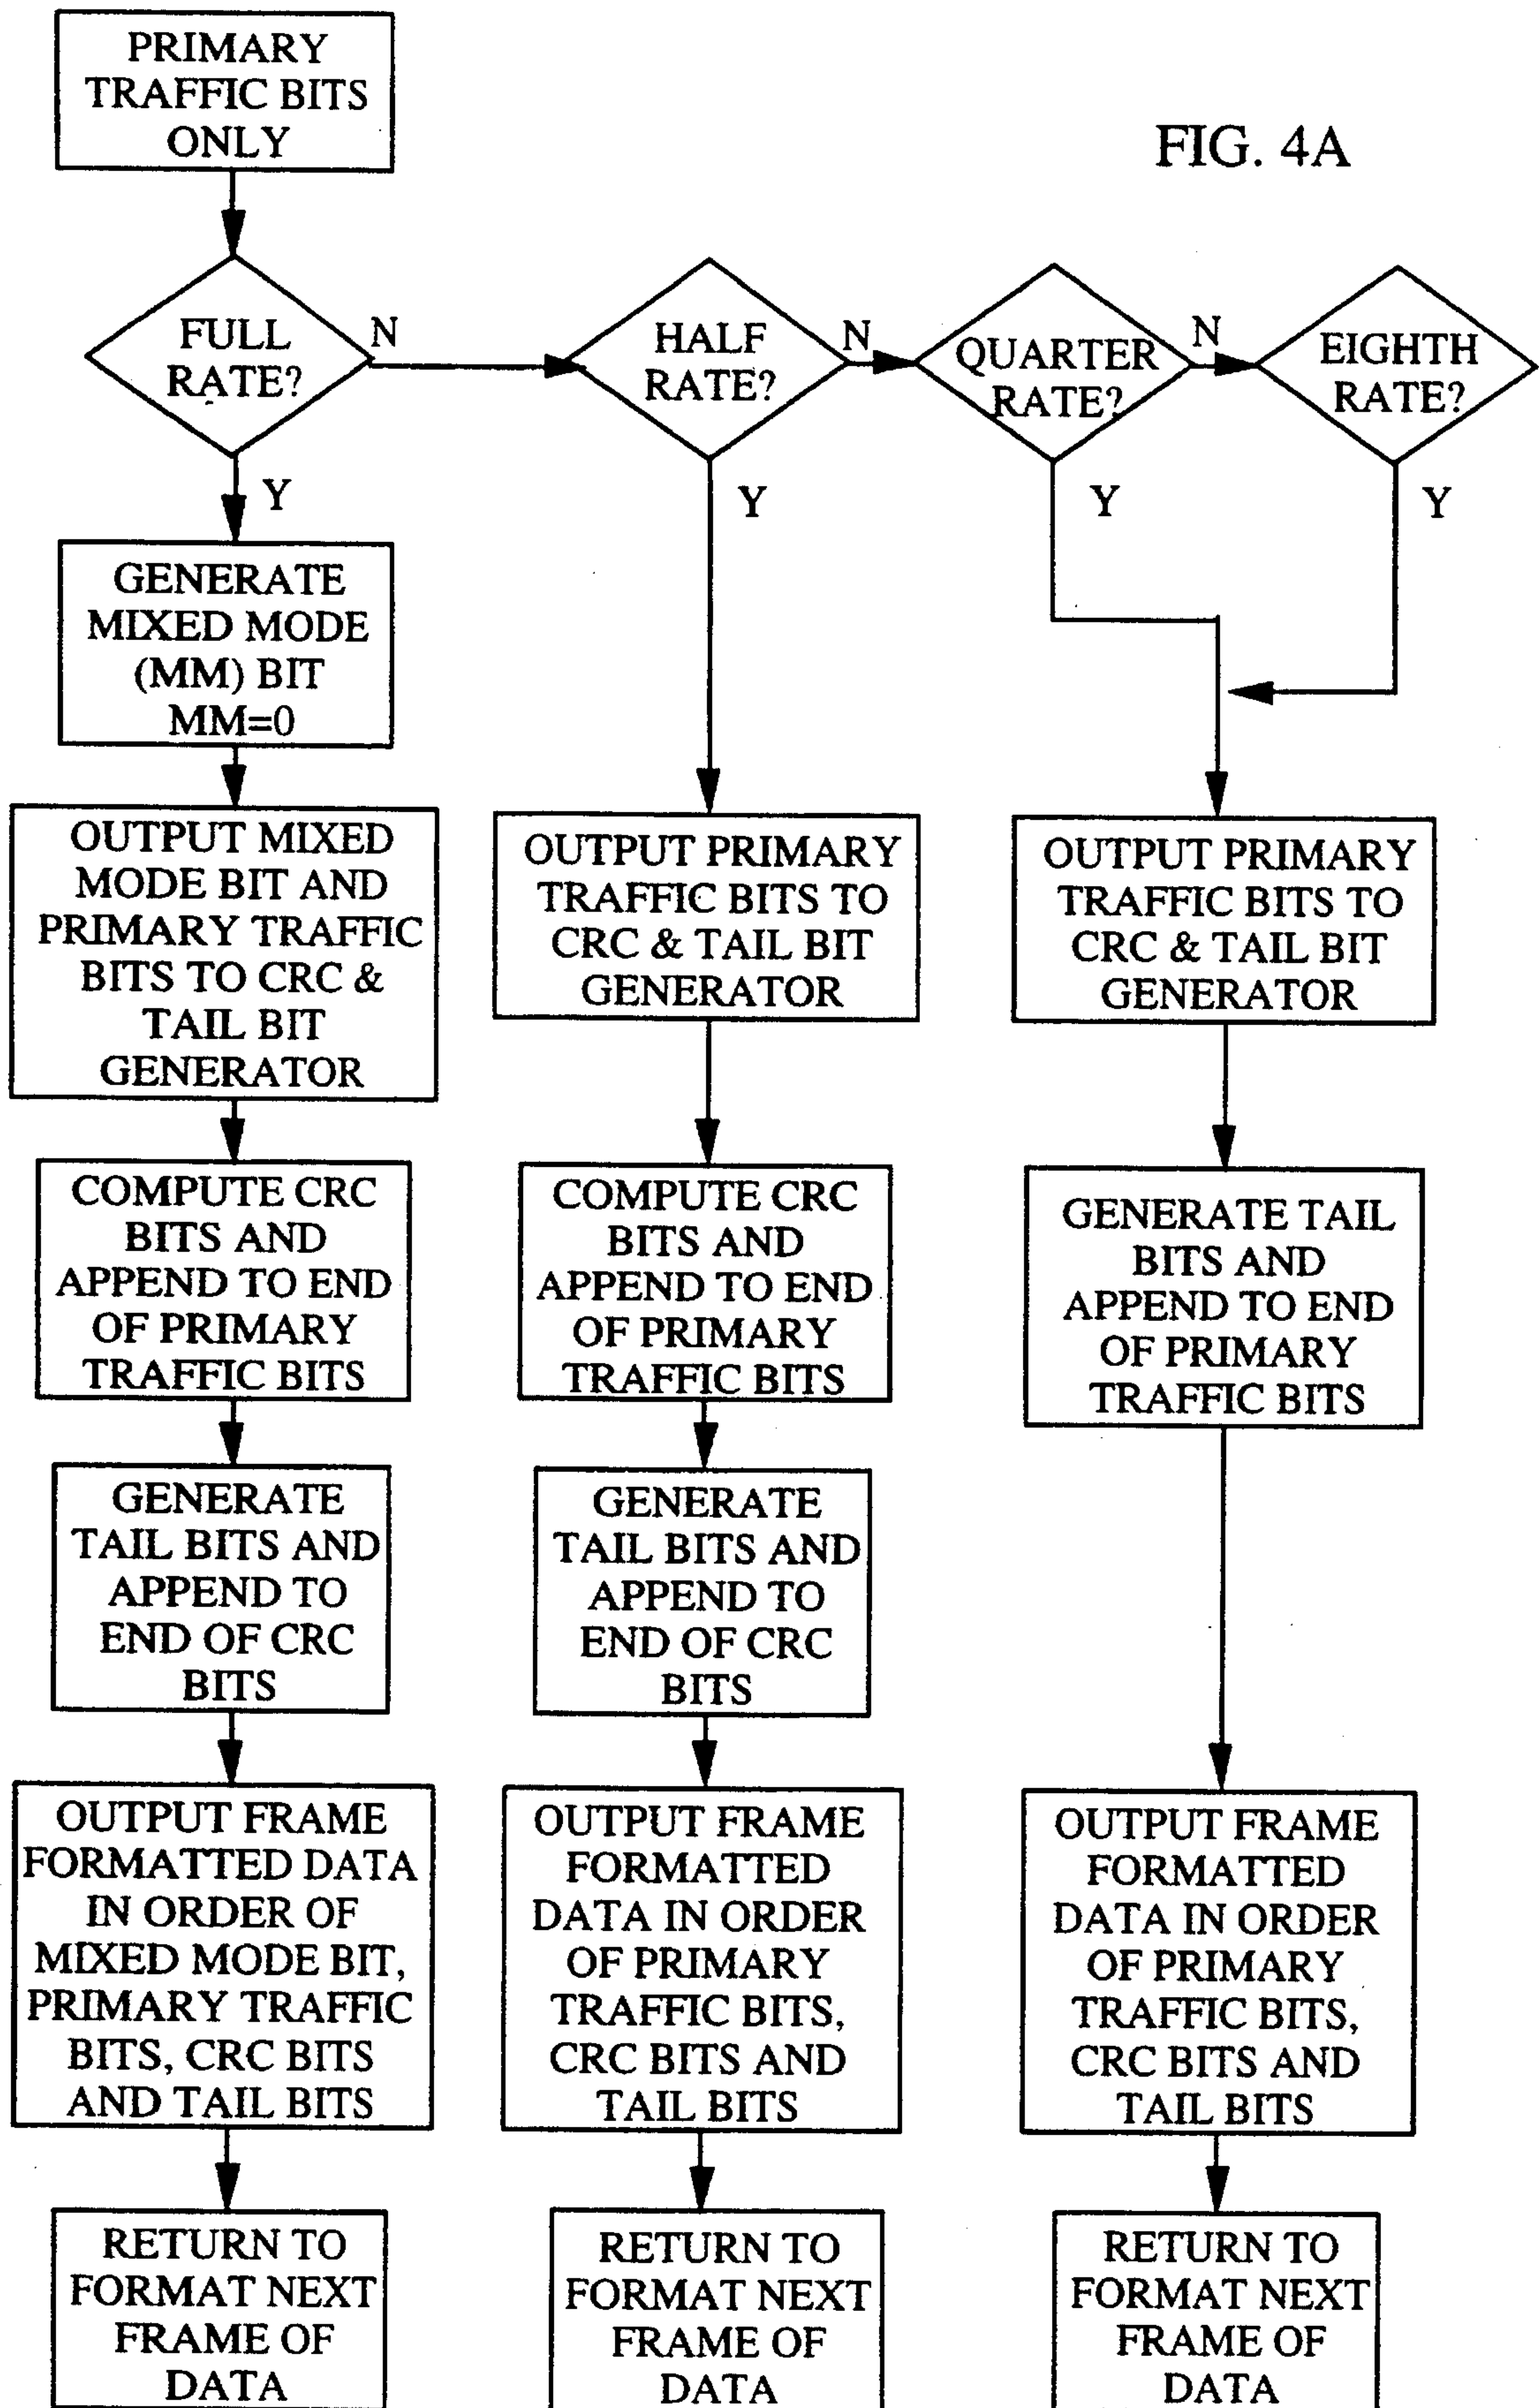 PRIMARY
TRAFFIC BITS
ONLY
FIG. 4A
FULL
RATE?
N
HALF
RATE?
N
QUARTER
RATE?
N
EIGHTH
RATE?
Y
Y
Y
Y
GENERATE
MIXED MODE
(MM) BIT
MM=0
OUTPUT MIXED
MODE BIT AND
PRIMARY TRAFFIC
BITS TO CRC &
TAIL BIT
GENERATOR
OUTPUT PRIMARY
TRAFFIC BITS TO
CRC & TAIL BIT
GENERATOR
OUTPUT PRIMARY
TRAFFIC BITS TO
CRC & TAIL BIT
GENERATOR
COMPUTE CRC
BITS AND
APPEND TO END
OF PRIMARY
TRAFFIC BITS
COMPUTE CRC
BITS AND
APPEND TO END
OF PRIMARY
TRAFFIC BITS
GENERATE TAIL
BITS AND
APPEND TO END
OF PRIMARY
TRAFFIC BITS
GENERATE
TAIL BITS AND
APPEND TO
END OF CRC
BITS
GENERATE
TAIL BITS AND
APPEND TO
END OF CRC
BITS
OUTPUT FRAME
FORMATTED DATA
IN ORDER OF
MIXED MODE BIT,
PRIMARY TRAFFIC
BITS, CRC BITS
AND TAIL BITS
OUTPUT FRAME
FORMATTED
DATA IN ORDER
OF PRIMARY
TRAFFIC BITS,
CRC BITS AND
TAIL BITS
OUTPUT FRAME
FORMATTED
DATA IN ORDER
OF PRIMARY
TRAFFIC BITS,
CRC BITS AND
TAIL BITS
RETURN TO
FORMAT NEXT
FRAME OF
DATA
RETURN TO
FORMAT NEXT
FRAME OF
DATA
RETURN TO
FORMAT NEXT
FRAME OF
DATA